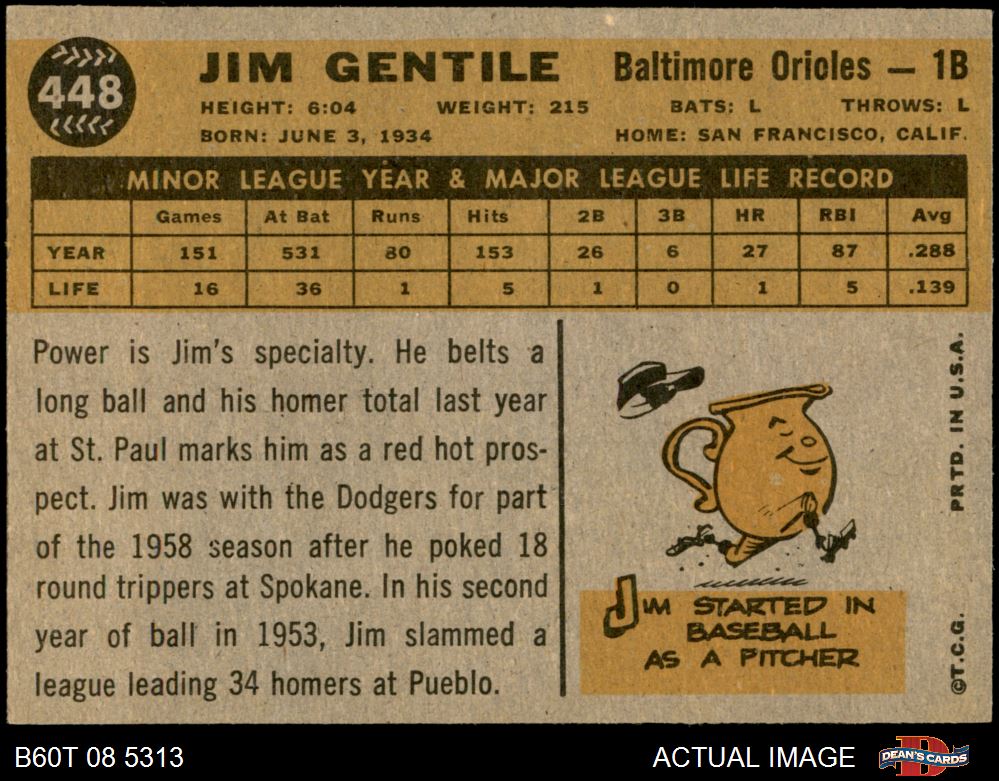 448
JIM GENTILE Baltimore Orioles — 1B
HEIGHT: 6:04 WEIGHT: 215 BATS: L THROWS: L
BORN: JUNE 3, 1934 HOME: SAN FRANCISCO, CALIF.
MINOR LEAGUE YEAR & MAJOR LEAGUE LIFE RECORD
Games At Bat Runs Hits 2B 3B HR RBI Avg
YEAR 151 531 80 153 26 6 27 87 .288
LIFE 16 36 1 5 1 0 1 5 .139
Power is Jim's specialty. He belts a
long ball and his homer total last year
at St. Paul marks him as a red hot pros-
pect. Jim was with the Dodgers for part
of the 1958 season after he poked 18
round trippers at Spokane. In his second
year of ball in 1953, Jim slammed a
league leading 34 homers at Pueblo.
JIM STARTED IN
BASEBALL
AS A PITCHER
©T.C.G. PRTD. IN U.S.A.
B60T 08 5313 ACTUAL IMAGE DEAN'S CARDS